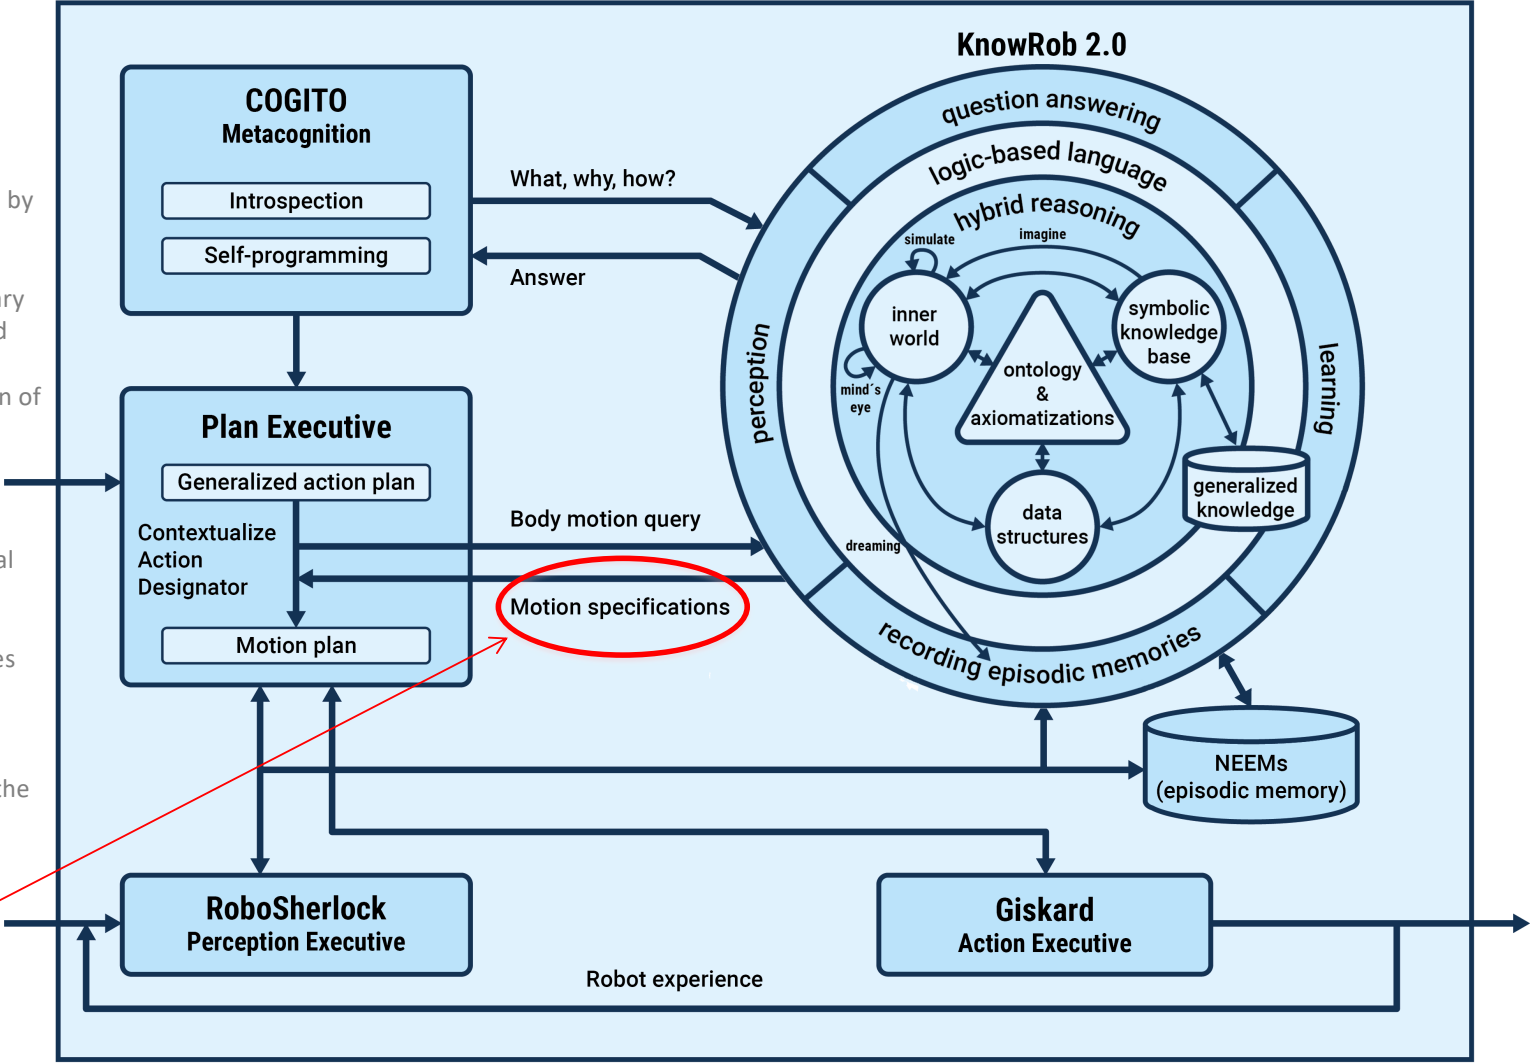 KnowRob 2.0
COGITO
Metacognition
Introspection
Self-programming
What, why, how?
Answer
question answering
logic-based language
hybrid reasoning
perception
learning
recording episodic memories
simulate
imagine
inner
world
symbolic
knowledge
base
mind´s
eye
ontology
&
axiomatizations
data
structures
generalized
knowledge
dreaming
Plan Executive
Generalized action plan
Contextualize
Action
Designator
Motion plan
Body motion query
Motion specifications
NEEMs
(episodic memory)
RoboSherlock
Perception Executive
Giskard
Action Executive
Robot experience
by
n of
es
the